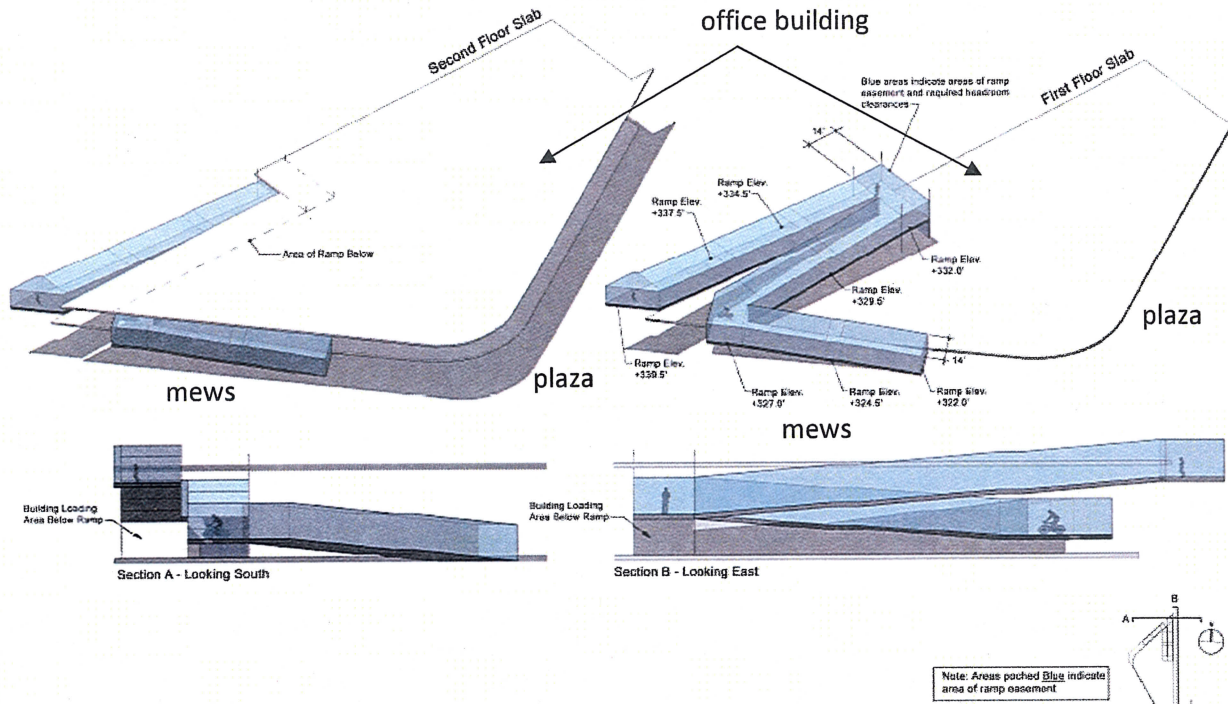 office building
Second Floor Slab
Blue areas indicate areas of ramp
easement and required headroom
clearances
First Floor Slab
14'
Ramp Elev.
+334.5'
Ramp Elev.
+337.5'
Area of Ramp Below
Ramp Elev.
+332.0'
Ramp Elev.
+329.5'
plaza
plaza
14'
Ramp Elev.
+339.5'
mews
Ramp Elev.
+327.0'
Ramp Elev.
+324.5'
Ramp Elev.
+322.0'
mews
Building Loading
Area Below Ramp
Section A - Looking South
Building Loading
Area Below Ramp
Section B - Looking East
B
A
Note: Areas poched Blue indicate
area of ramp easement